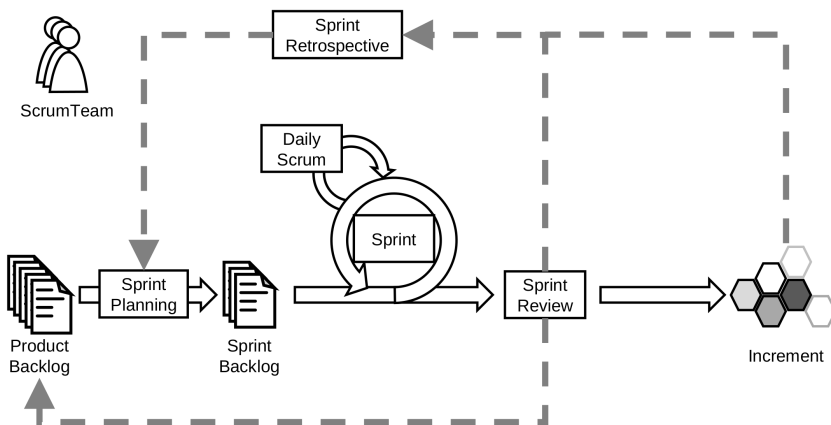 Sprint
Retrospective
ScrumTeam
Daily
Scrum
Sprint
Sprint
Planning
Sprint
Review
Product
Backlog
Sprint
Backlog
Increment